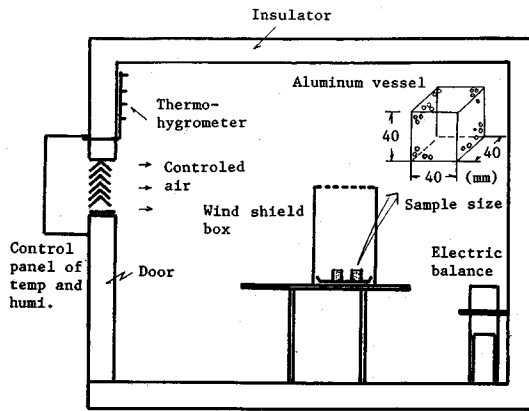 Insulator
Aluminum vessel
Thermo-
hygrometer
40
40
40
(mm)
Controled
air
Wind shield
box
Sample size
Control
panel of
temp and
humi.
Door
Electric
balance